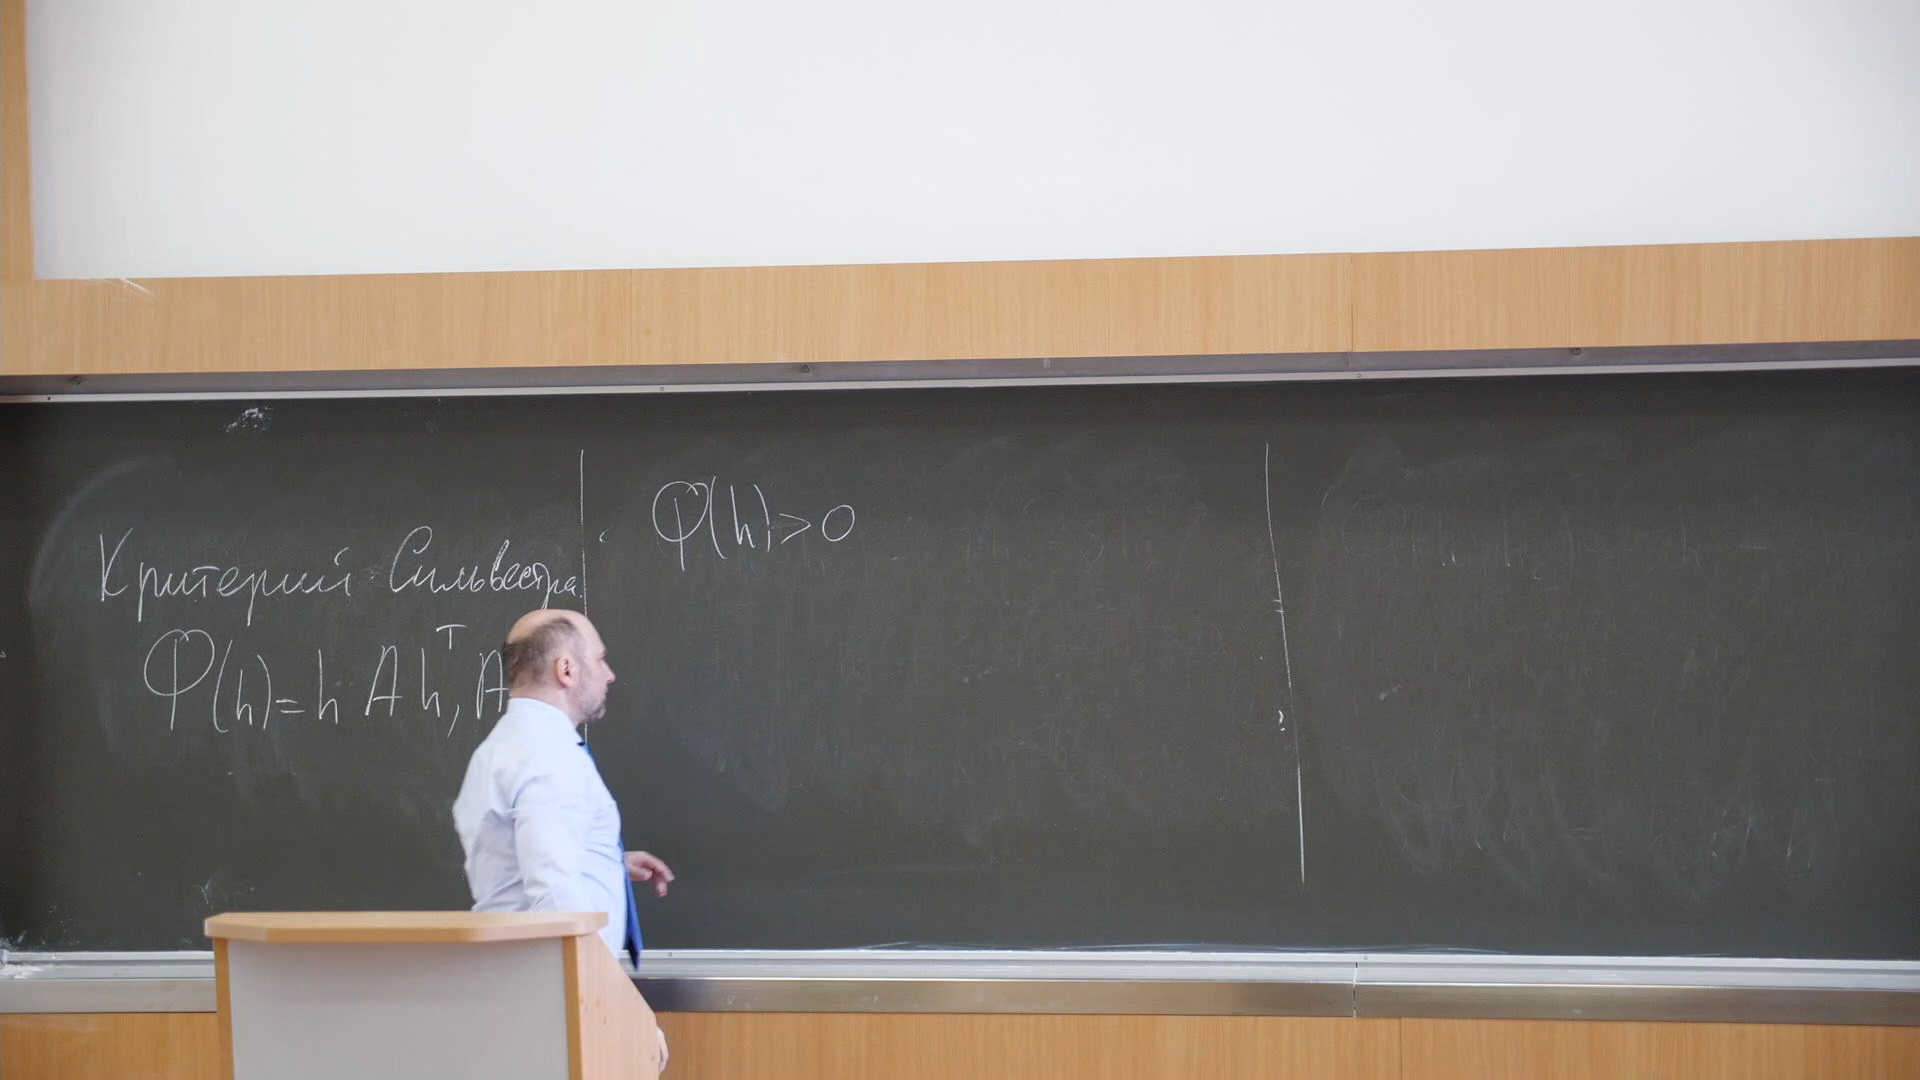 Критерий Сильвестра.
Φ(h) = h A hᵀ, A
Φ(h) > 0